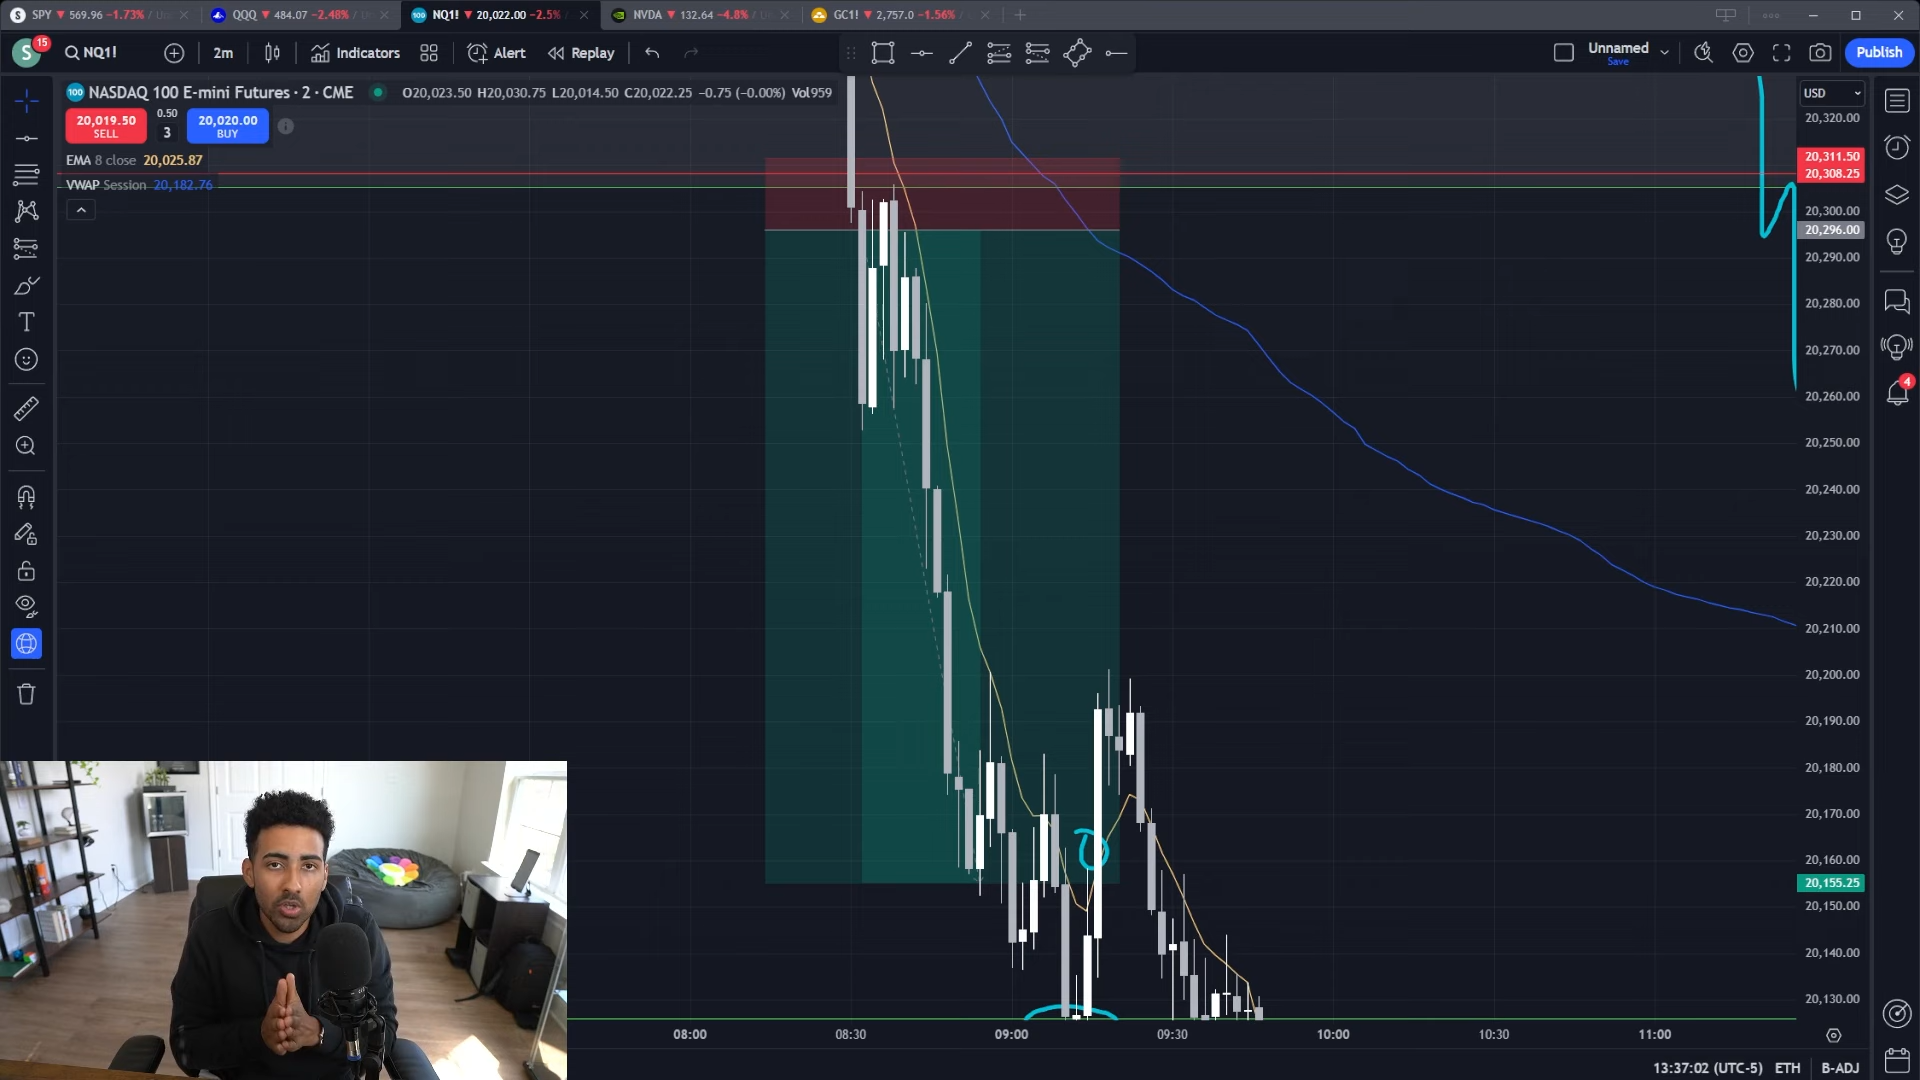 SPY ▼ 569.96 −1.73% /
QQQ ▼ 484.07 −2.48% /
NQ1! ▼ 20,022.00 −2.5%
NVDA ▼ 132.64 −4.8% /
GC1! ▼ 2,757.0 −1.56% /
S
15
NQ1!
2m
Indicators
Alert
Replay
Unnamed
Save
Publish
100
NASDAQ 100 E-mini Futures · 2 · CME
O20,023.50 H20,030.75 L20,014.50 C20,022.25 −0.75 (−0.00%) Vol959
20,019.50
SELL
0.50
3
20,020.00
BUY
EMA 8 close 20,025.87
VWAP Session 20,182.76
USD
20,320.00
20,311.50
20,308.25
20,300.00
20,296.00
20,290.00
20,280.00
20,270.00
20,260.00
20,250.00
20,240.00
20,230.00
20,220.00
20,210.00
20,200.00
20,190.00
20,180.00
20,170.00
20,160.00
20,155.25
20,150.00
20,140.00
20,130.00
4
08:00
08:30
09:00
09:30
10:00
10:30
11:00
13:37:02 (UTC-5)
ETH
B-ADJ